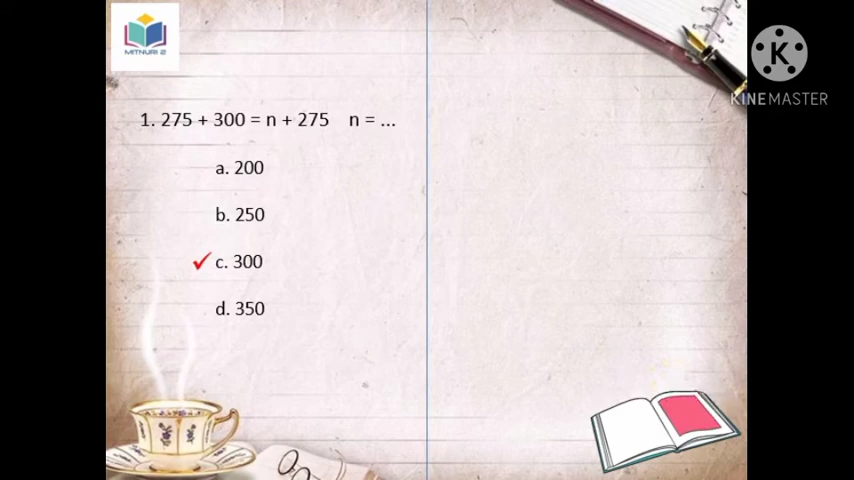 MITNURI 2
KINEMASTER
1. 275 + 300 = n + 275 n = ...
a. 200
b. 250
✓ c. 300
d. 350